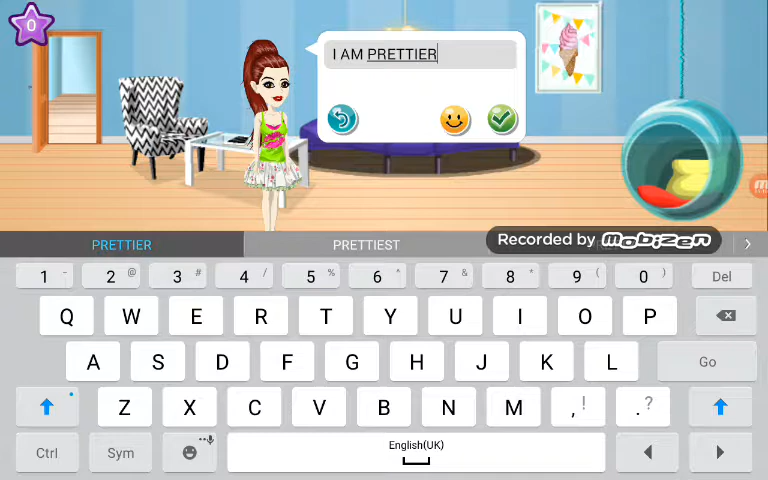 0
I AM PRETTIER
PRETTIER PRETTIEST
Recorded by mobizen
1 - 2 @ 3 # 4 / 5 % 6 ^ 7 & 8 * 9 ( 0 ) Del
Q W E R T Y U I O P
A S D F G H J K L Go
Z X C V B N M , ! . ?
Ctrl Sym English(UK)